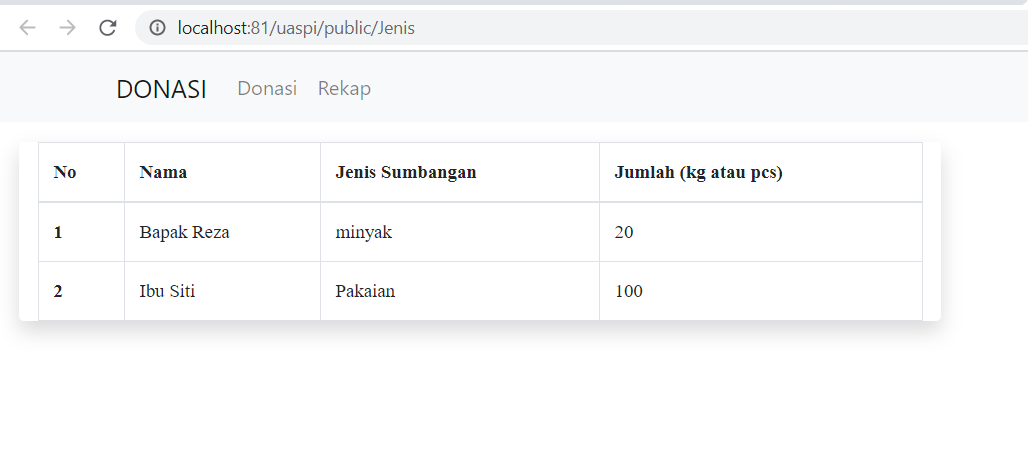 localhost:81/uaspi/public/Jenis
DONASI Donasi Rekap
No Nama Jenis Sumbangan Jumlah (kg atau pcs)
1 Bapak Reza minyak 20
2 Ibu Siti Pakaian 100